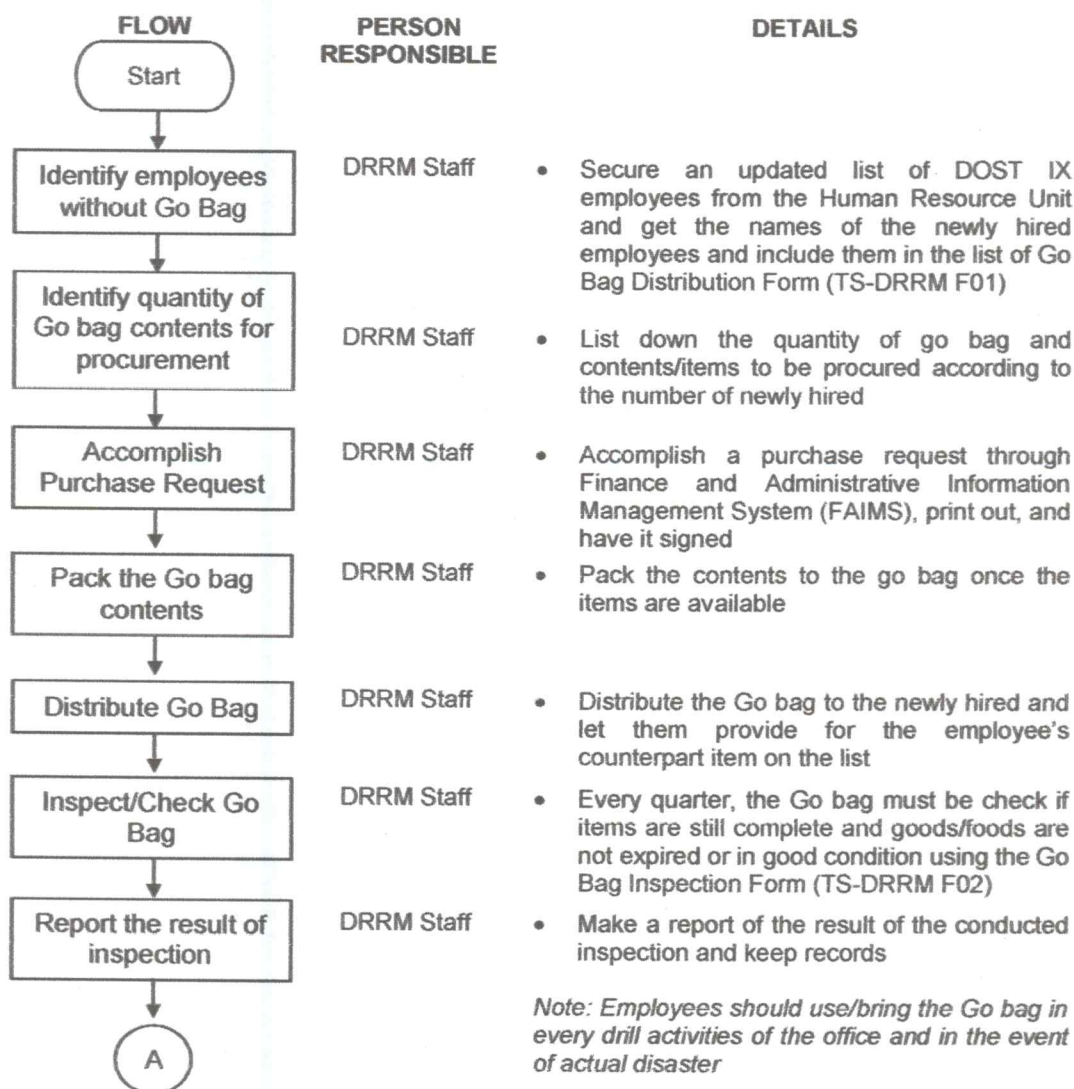 FLOW
PERSON
RESPONSIBLE
DETAILS
Start
Identify employees
without Go Bag
DRRM Staff
• Secure an updated list of DOST IX
employees from the Human Resource Unit
and get the names of the newly hired
employees and include them in the list of Go
Bag Distribution Form (TS-DRRM F01)
Identify quantity of
Go bag contents for
procurement
DRRM Staff
• List down the quantity of go bag and
contents/items to be procured according to
the number of newly hired
Accomplish
Purchase Request
DRRM Staff
• Accomplish a purchase request through
Finance and Administrative Information
Management System (FAIMS), print out, and
have it signed
Pack the Go bag
contents
DRRM Staff
• Pack the contents to the go bag once the
items are available
Distribute Go Bag
DRRM Staff
• Distribute the Go bag to the newly hired and
let them provide for the employee's
counterpart item on the list
Inspect/Check Go
Bag
DRRM Staff
• Every quarter, the Go bag must be check if
items are still complete and goods/foods are
not expired or in good condition using the Go
Bag Inspection Form (TS-DRRM F02)
Report the result of
inspection
DRRM Staff
• Make a report of the result of the conducted
inspection and keep records
Note: Employees should use/bring the Go bag in
every drill activities of the office and in the event
of actual disaster
A